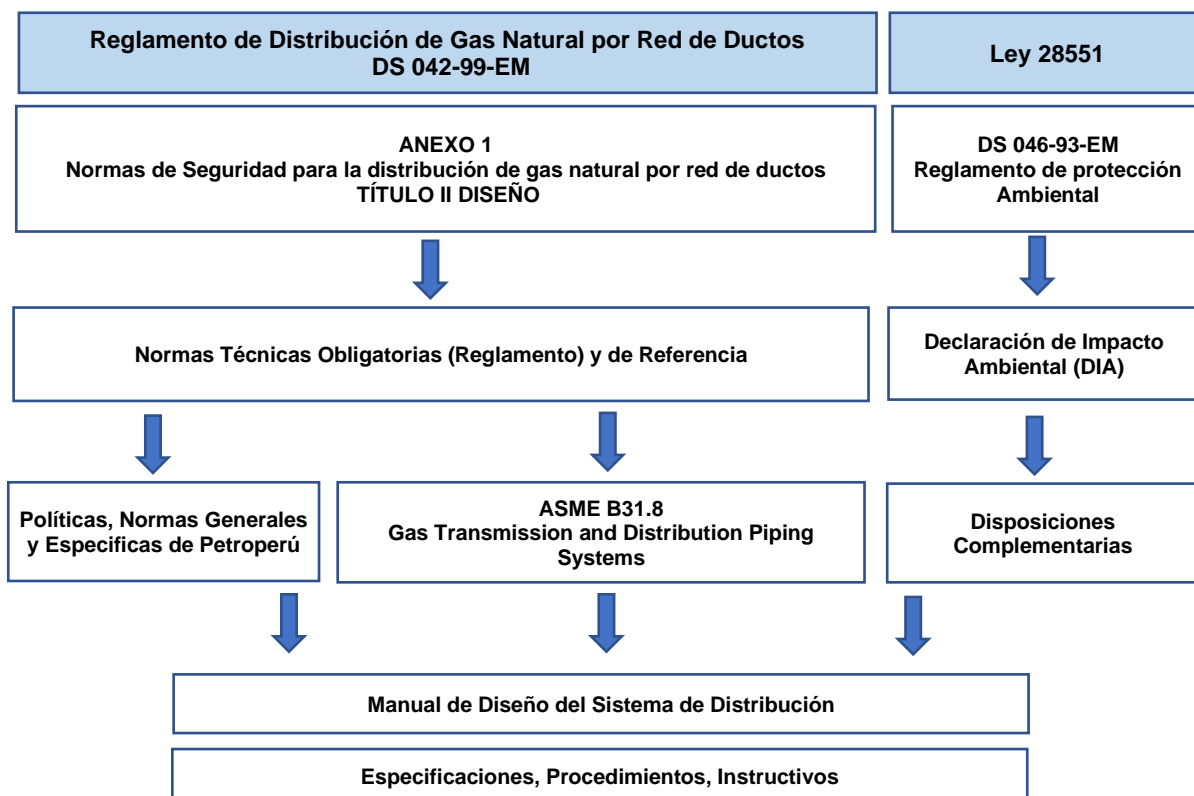 Reglamento de Distribución de Gas Natural por Red de Ductos
DS 042-99-EM
Ley 28551
ANEXO 1
Normas de Seguridad para la distribución de gas natural por red de ductos
TÍTULO II DISEÑO
DS 046-93-EM
Reglamento de protección
Ambiental
Normas Técnicas Obligatorias (Reglamento) y de Referencia
Declaración de Impacto
Ambiental (DIA)
Políticas, Normas Generales
y Especificas de Petroperú
ASME B31.8
Gas Transmission and Distribution Piping
Systems
Disposiciones
Complementarias
Manual de Diseño del Sistema de Distribución
Especificaciones, Procedimientos, Instructivos